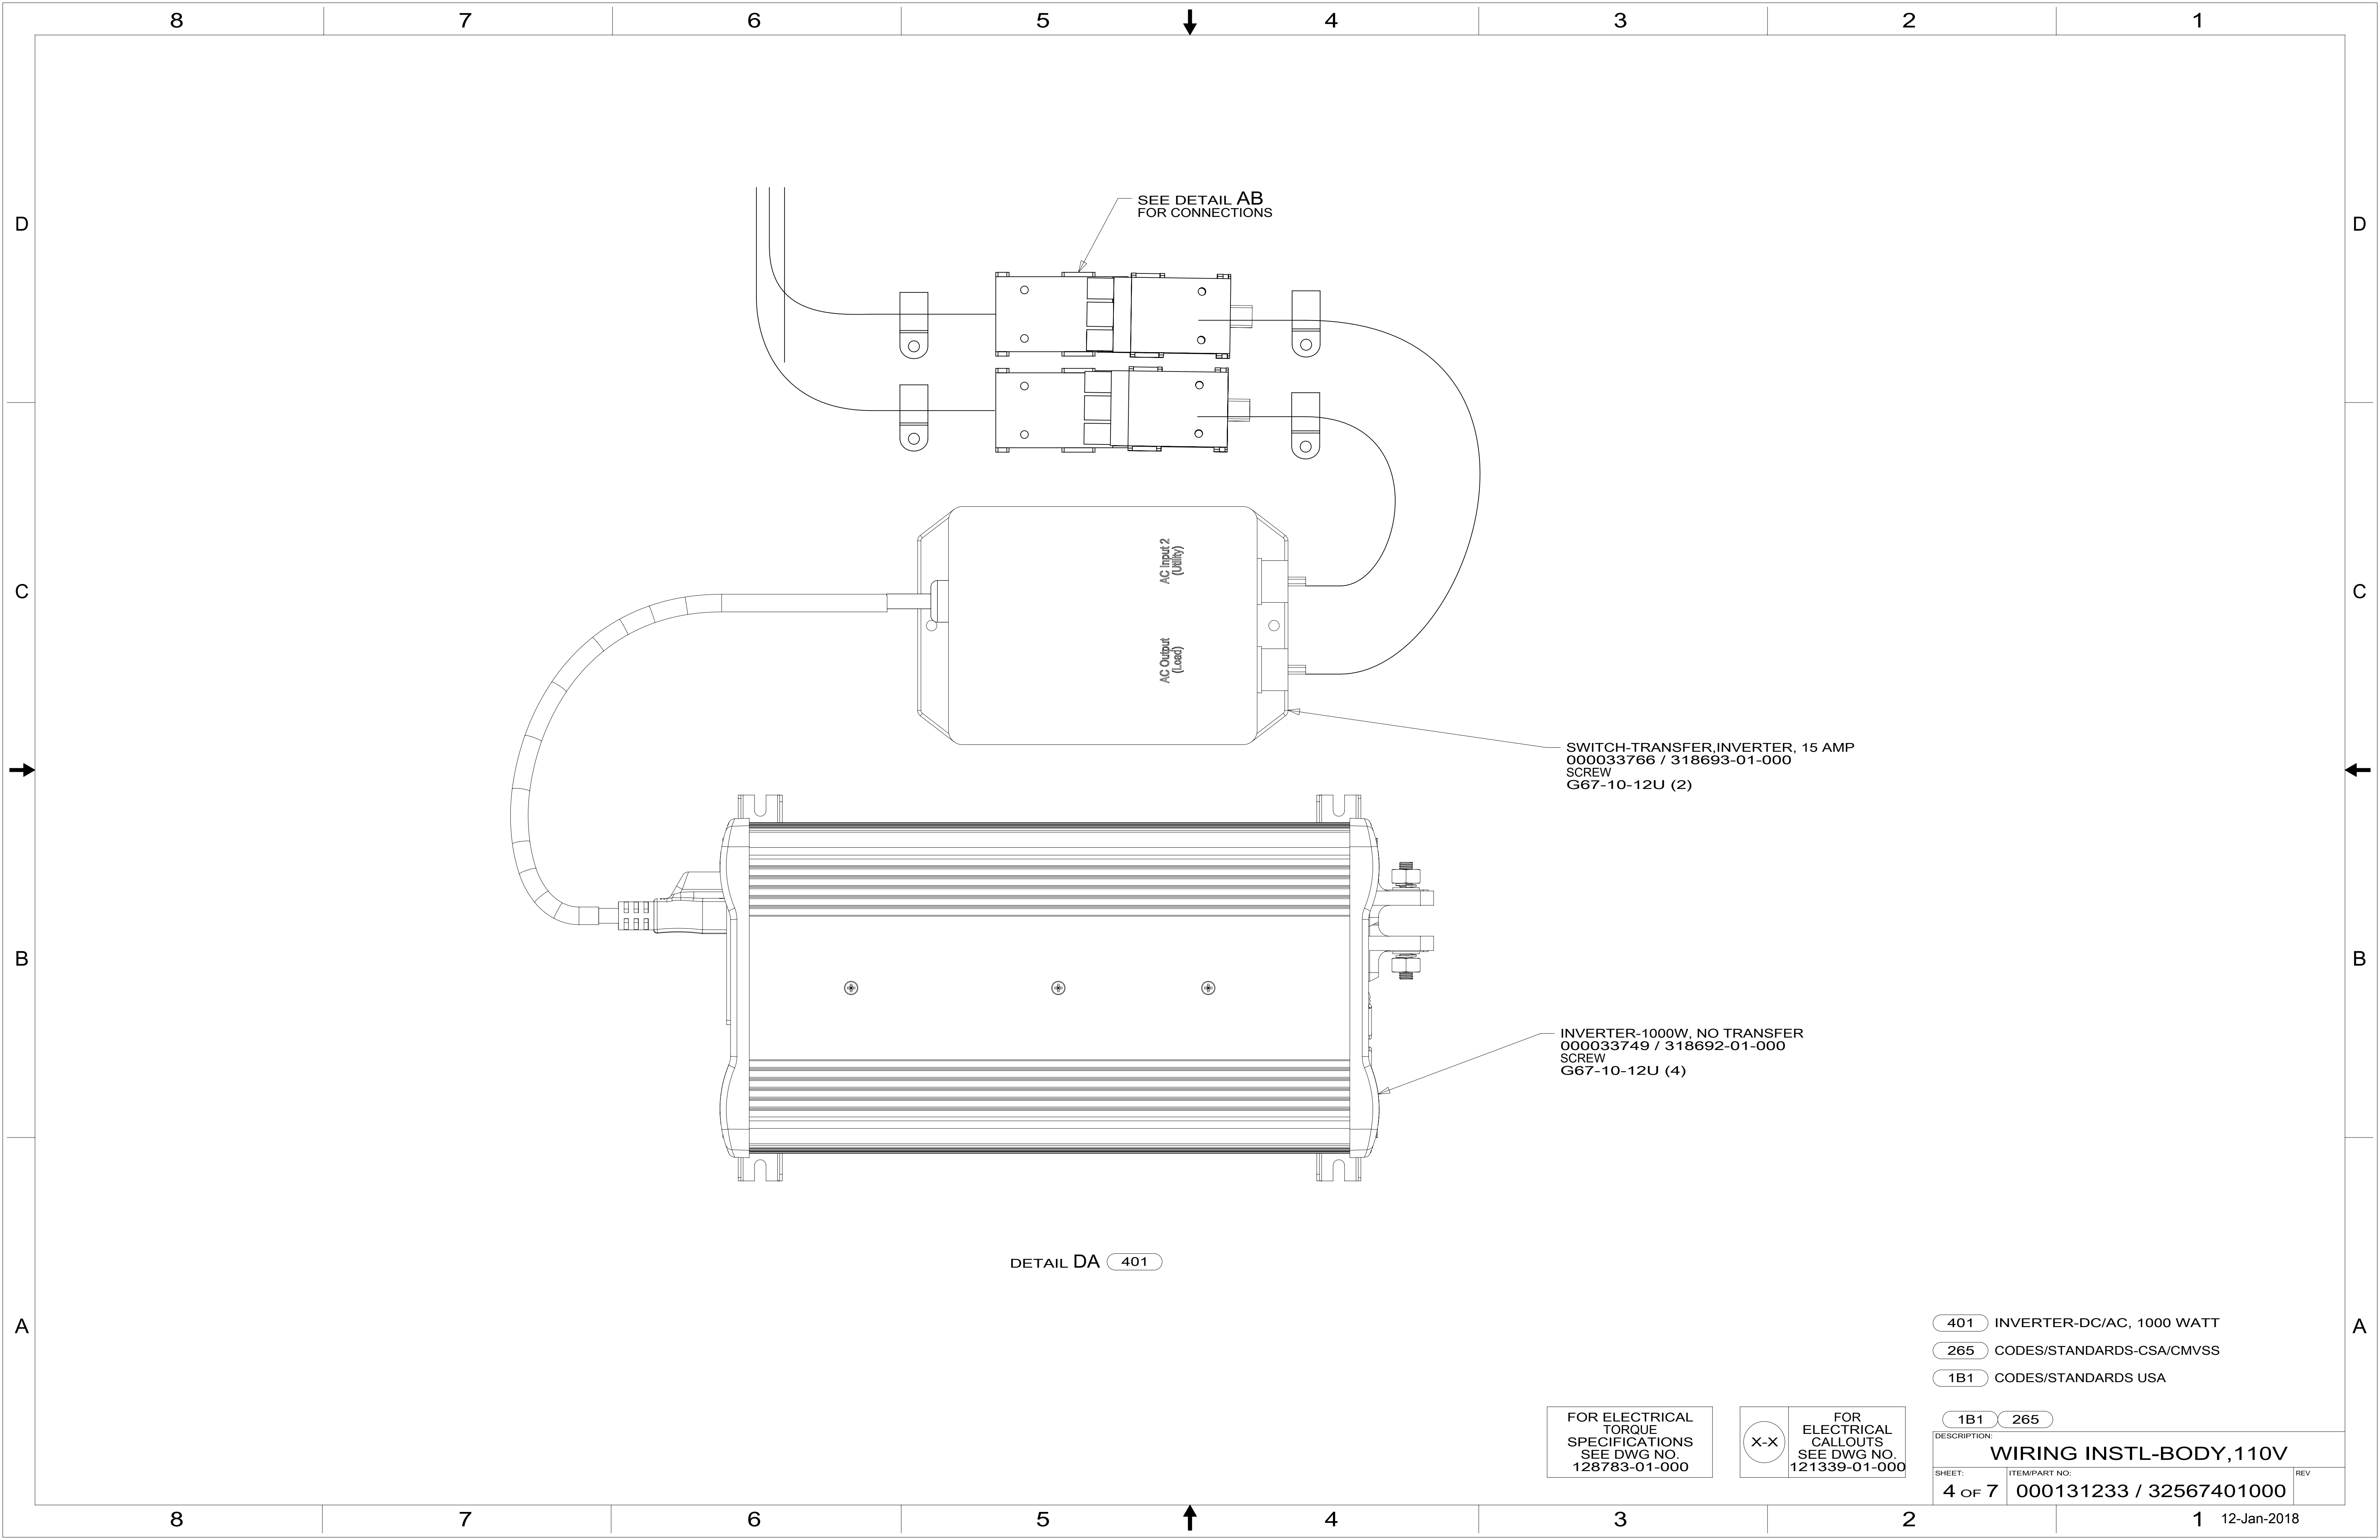 8 7 6 5 4 3 2 1
D D
SEE DETAIL AB
FOR CONNECTIONS
C C
AC Input 2
(Utility)
AC Output
(Load)
SWITCH-TRANSFER,INVERTER, 15 AMP
000033766 / 318693-01-000
SCREW
G67-10-12U (2)
B B
INVERTER-1000W, NO TRANSFER
000033749 / 318692-01-000
SCREW
G67-10-12U (4)
DETAIL DA 401
A A
401 INVERTER-DC/AC, 1000 WATT
265 CODES/STANDARDS-CSA/CMVSS
1B1 CODES/STANDARDS USA
FOR ELECTRICAL
TORQUE
SPECIFICATIONS
SEE DWG NO.
128783-01-000
X-X
FOR
ELECTRICAL
CALLOUTS
SEE DWG NO.
121339-01-000
1B1 265
DESCRIPTION:
WIRING INSTL-BODY,110V
SHEET: ITEM/PART NO: REV
4 OF 7 000131233 / 32567401000
8 7 6 5 4 3 2 1 12-Jan-2018